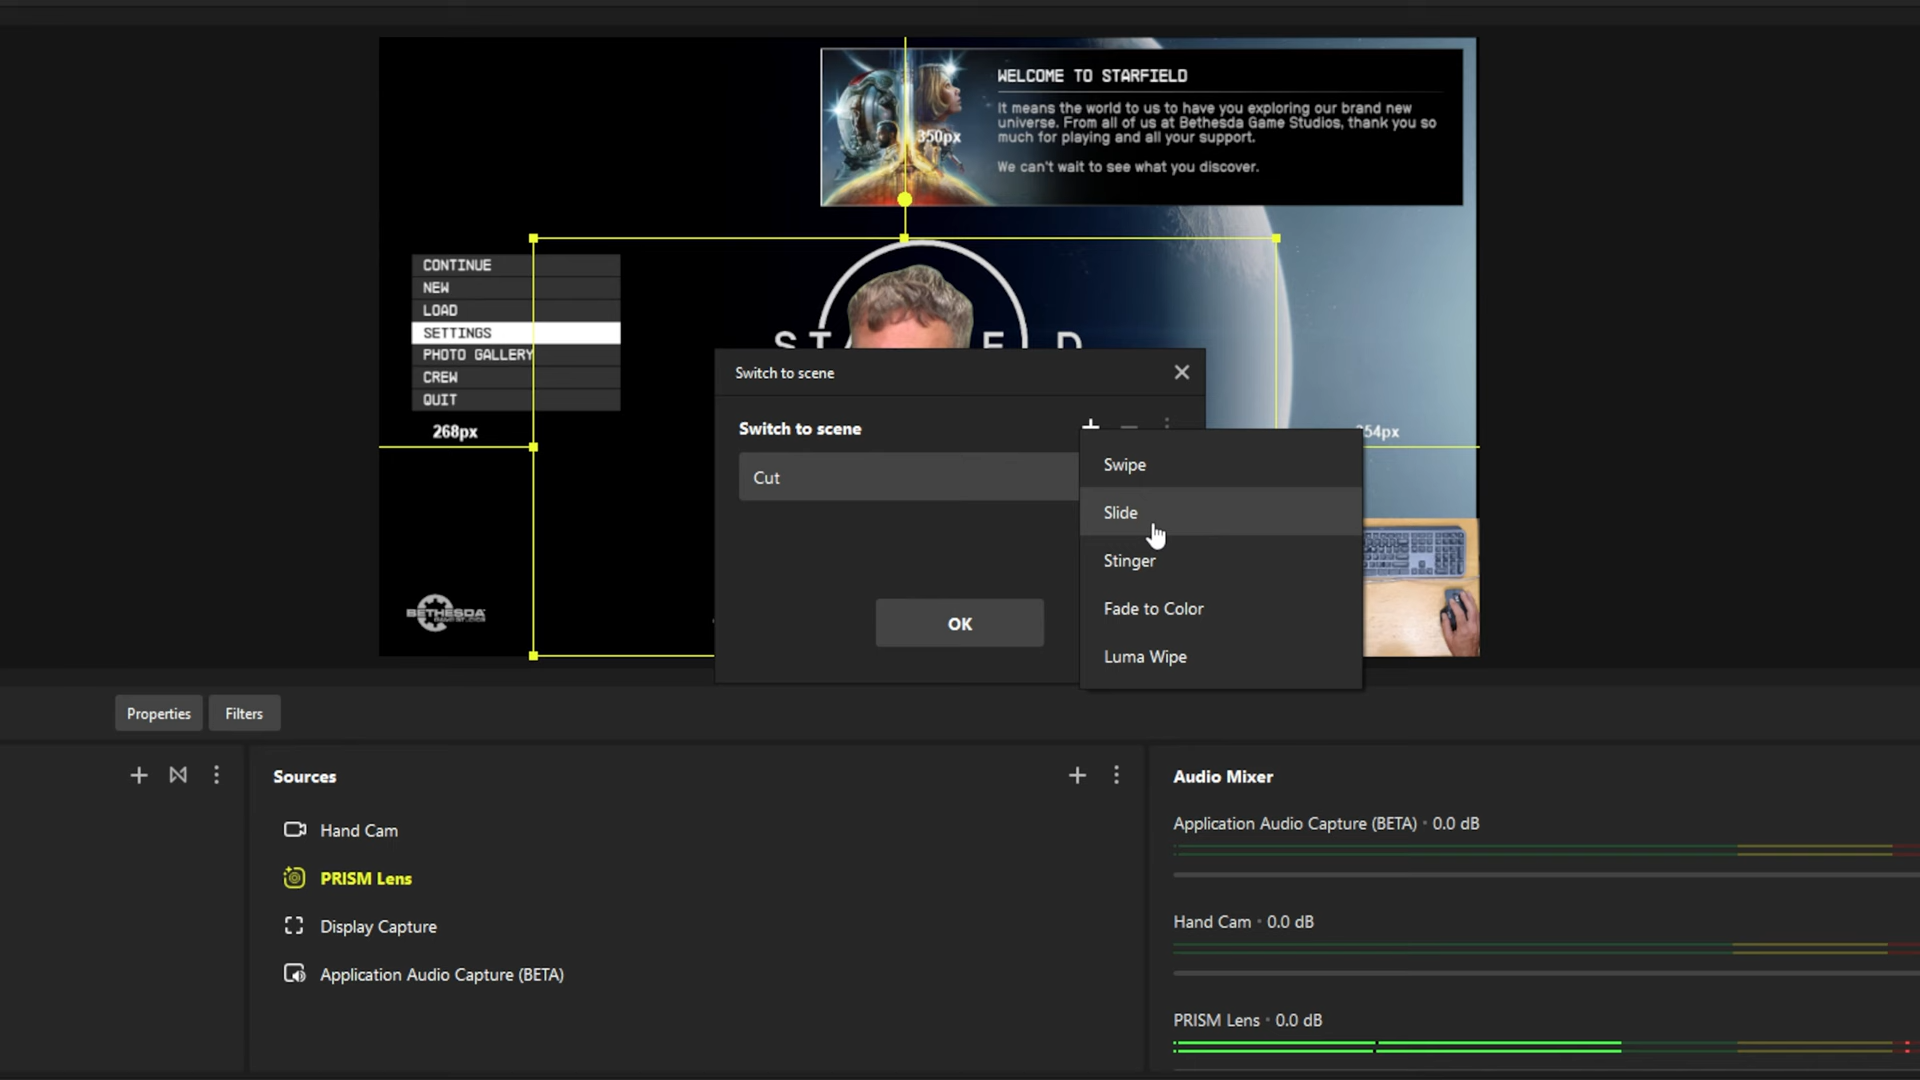 WELCOME TO STARFIELD
It means the world to us to have you exploring our brand new
universe. From all of us at Bethesda Game Studios, thank you so
much for playing and all your support.
We can't wait to see what you discover.
350px
CONTINUE
NEW
LOAD
SETTINGS
PHOTO GALLERY
CREW
QUIT
268px
BETHESDA
Switch to scene
Switch to scene
Cut
OK
Swipe
Slide
Stinger
Fade to Color
Luma Wipe
54px
Properties
Filters
Sources
Hand Cam
PRISM Lens
Display Capture
Application Audio Capture (BETA)
Audio Mixer
Application Audio Capture (BETA) • 0.0 dB
Hand Cam • 0.0 dB
PRISM Lens • 0.0 dB